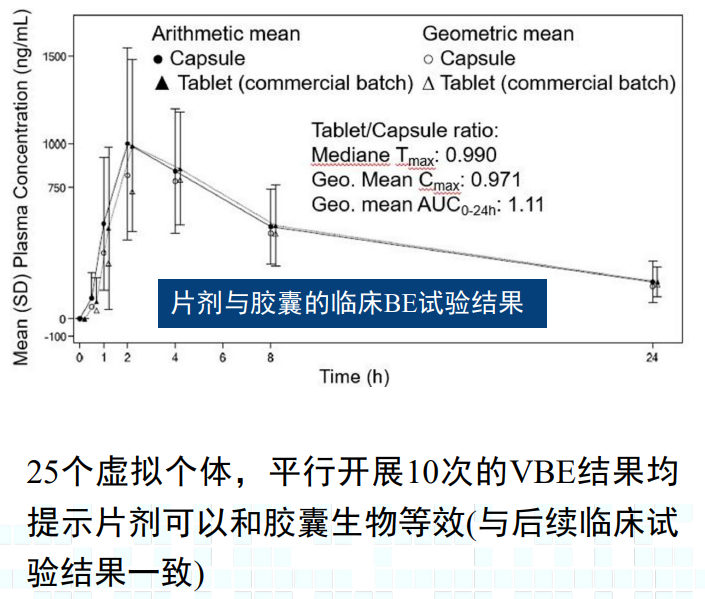 Mean (SD) Plasma Concentration (ng/mL)
1500
1000
750
0
-100
Arithmetic mean
● Capsule
▲ Tablet (commercial batch)
Geometric mean
○ Capsule
△ Tablet (commercial batch)
Tablet/Capsule ratio:
Mediane Tmax: 0.990
Geo. Mean Cmax: 0.971
Geo. mean AUC0-24h: 1.11
片剂与胶囊的临床BE试验结果
0 1 2 4 6 8 24
Time (h)
25个虚拟个体，平行开展10次的VBE结果均
提示片剂可以和胶囊生物等效(与后续临床试
验结果一致)